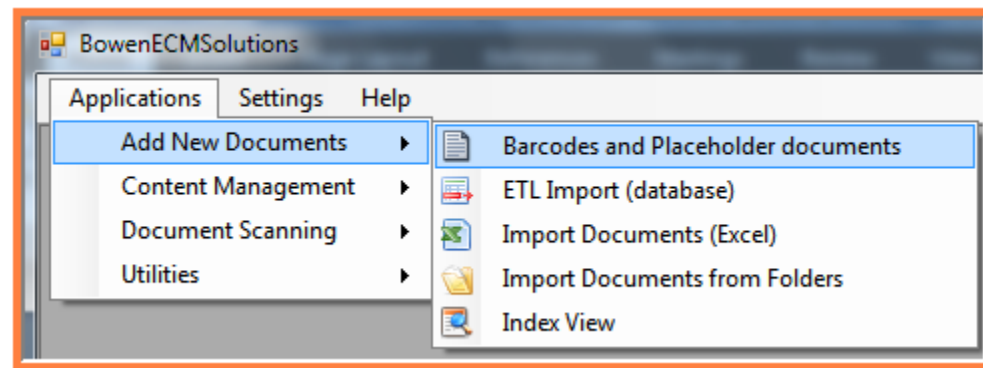 BowenECMSolutions
Applications Settings Help
Add New Documents
Content Management
Document Scanning
Utilities
Barcodes and Placeholder documents
ETL Import (database)
Import Documents (Excel)
Import Documents from Folders
Index View